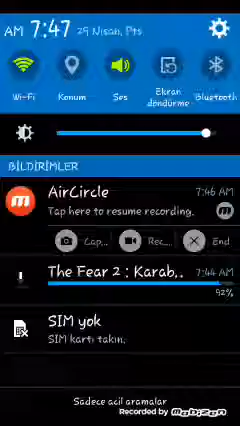 AM 7:47 29 Nisan, Pts
Wi-Fi Konum Ses Ekran döndürme Bluetooth
BİLDİRİMLER
AirCircle 7:46 AM
Tap here to resume recording.
Cap... Rec... End
The Fear 2 : Karab.. 7:44 AM
92%
SIM yok
SIM kartı takın.
Sadece acil aramalar
Recorded by Mobizen